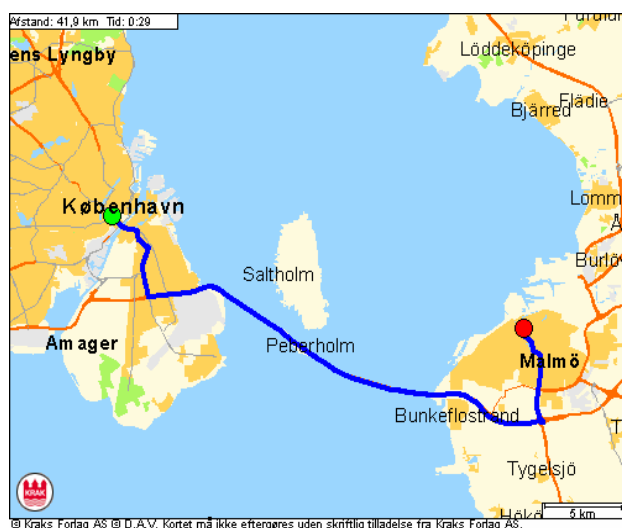 Afstand: 41,9 km Tid: 0:29
ens Lyngby
Löddeköpinge
Flädie
Bjärred
Lomm
København
Burlö
Saltholm
Amager
Peberholm
Malmö
Bunkeflostrand
Tygelsjö
KRAK
5 km
© Kraks Forlag AS © D.A.V. Kortet må ikke eftergøres uden skriftlig tilladelse fra Kraks Forlag AS.